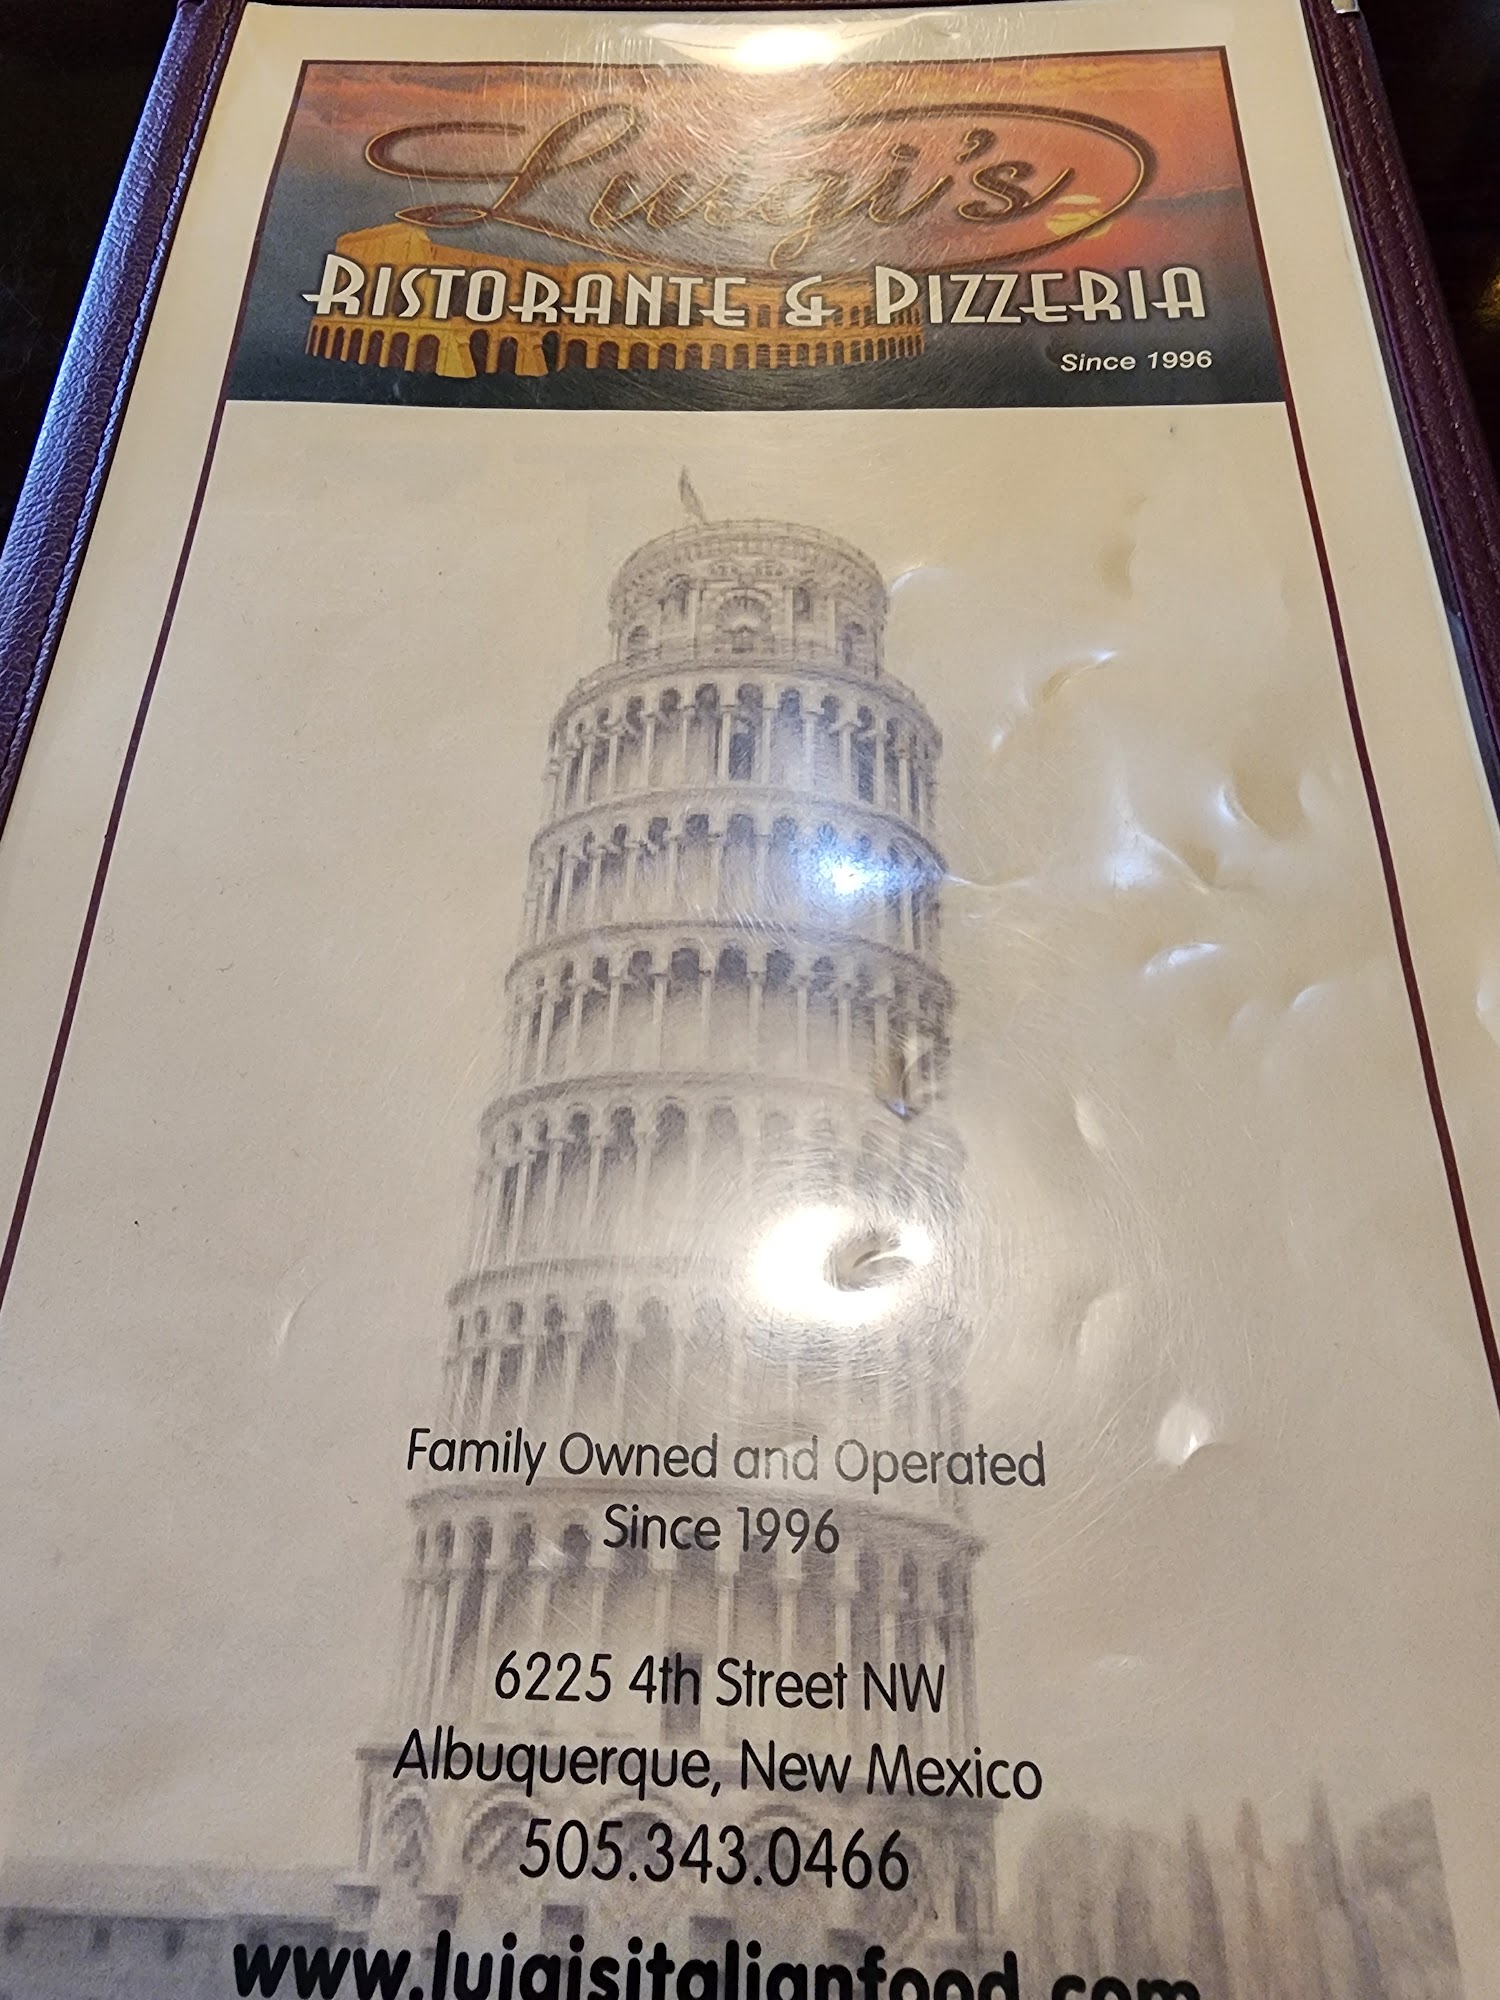 Luigi's
RISTORANTE & PIZZERIA
Since 1996
Family Owned and Operated
Since 1996
6225 4th Street NW
Albuquerque, New Mexico
505.343.0466
www.luigisitalianfood.com